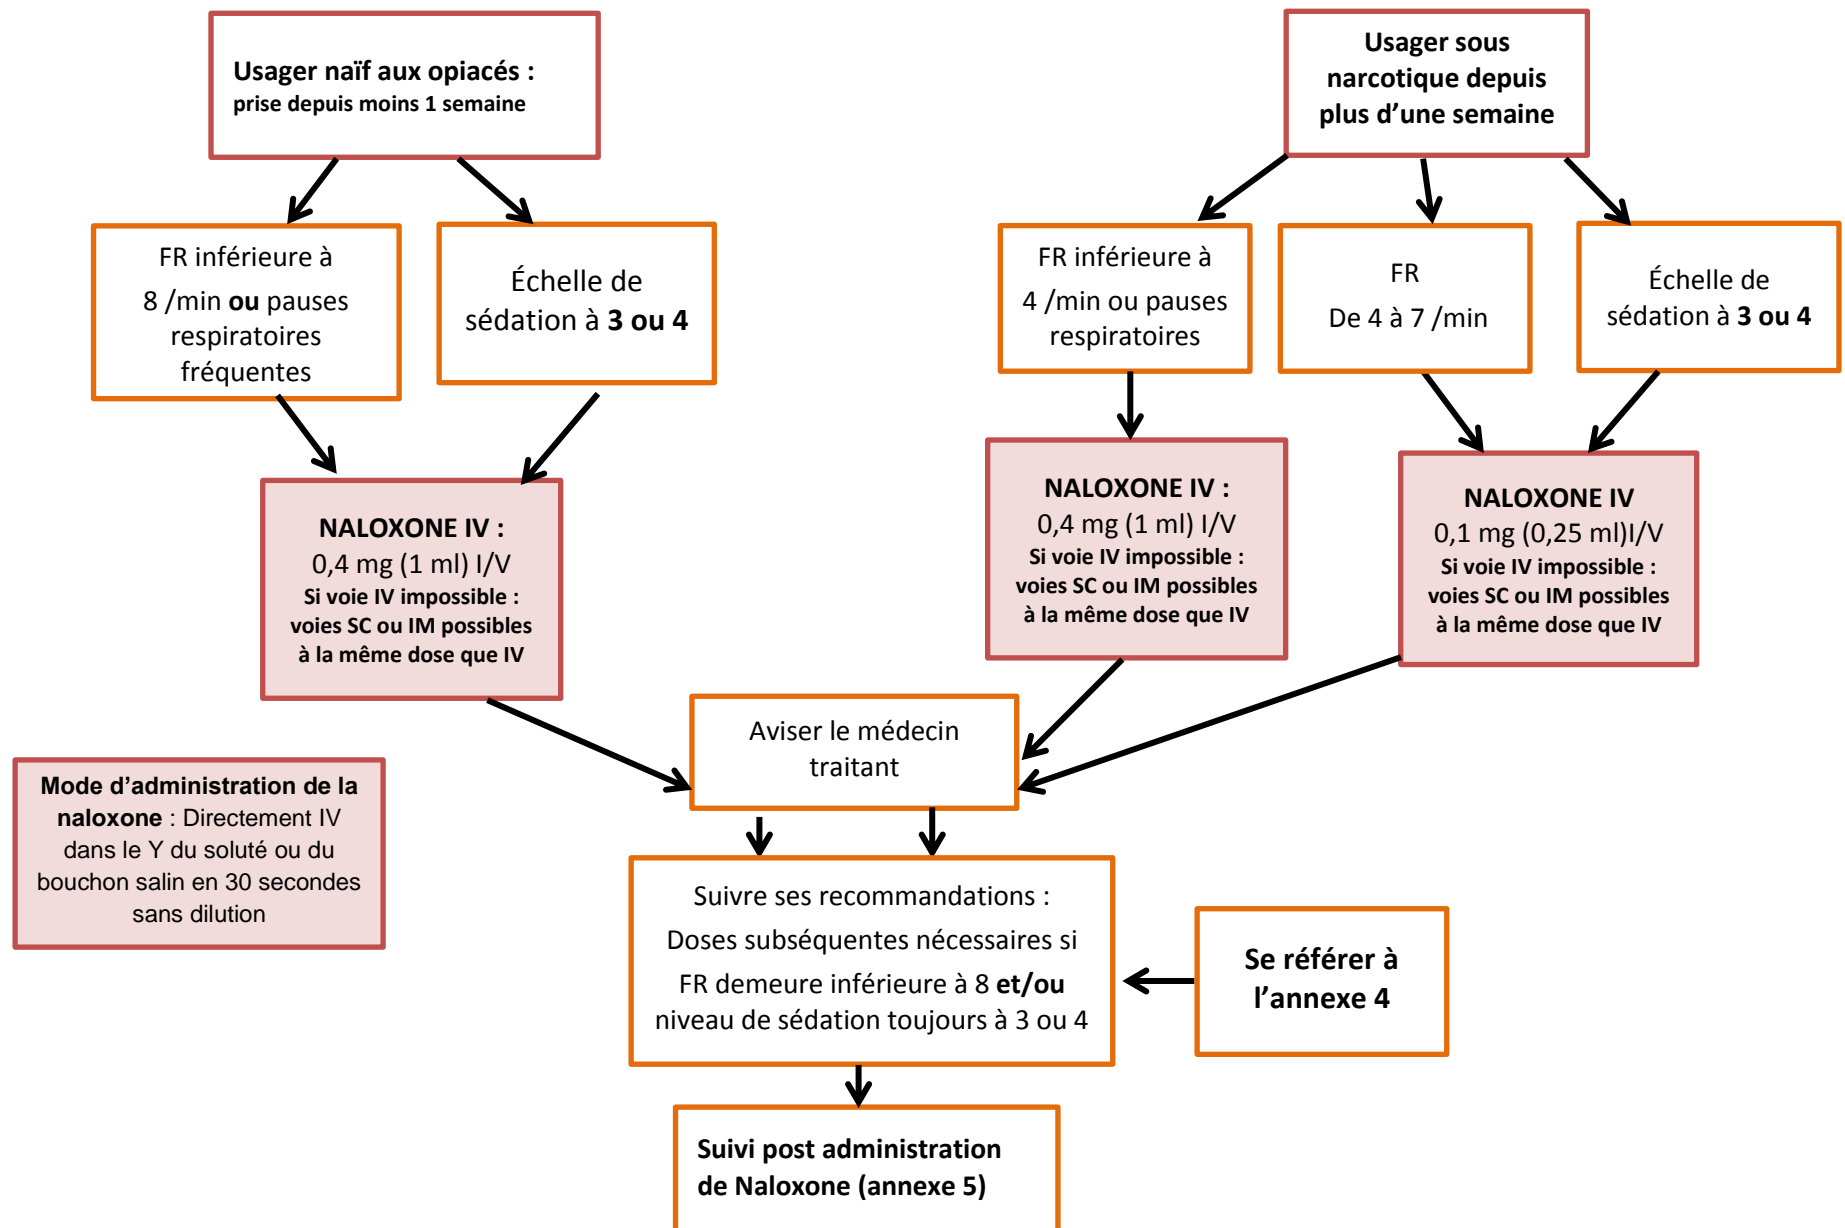 Usager naïf aux opiacés :
prise depuis moins 1 semaine
Usager sous
narcotique depuis
plus d’une semaine
FR inférieure à
8 /min ou pauses
respiratoires
fréquentes
Échelle de
sédation à 3 ou 4
FR inférieure à
4 /min ou pauses
respiratoires
FR
De 4 à 7 /min
Échelle de
sédation à 3 ou 4
NALOXONE IV :
0,4 mg (1 ml) I/V
Si voie IV impossible :
voies SC ou IM possibles
à la même dose que IV
NALOXONE IV :
0,4 mg (1 ml) I/V
Si voie IV impossible :
voies SC ou IM possibles
à la même dose que IV
NALOXONE IV
0,1 mg (0,25 ml)I/V
Si voie IV impossible :
voies SC ou IM possibles
à la même dose que IV
Aviser le médecin
traitant
Mode d’administration de la
naloxone : Directement IV
dans le Y du soluté ou du
bouchon salin en 30 secondes
sans dilution
Suivre ses recommandations :
Doses subséquentes nécessaires si
FR demeure inférieure à 8 et/ou
niveau de sédation toujours à 3 ou 4
Se référer à
l’annexe 4
Suivi post administration
de Naloxone (annexe 5)